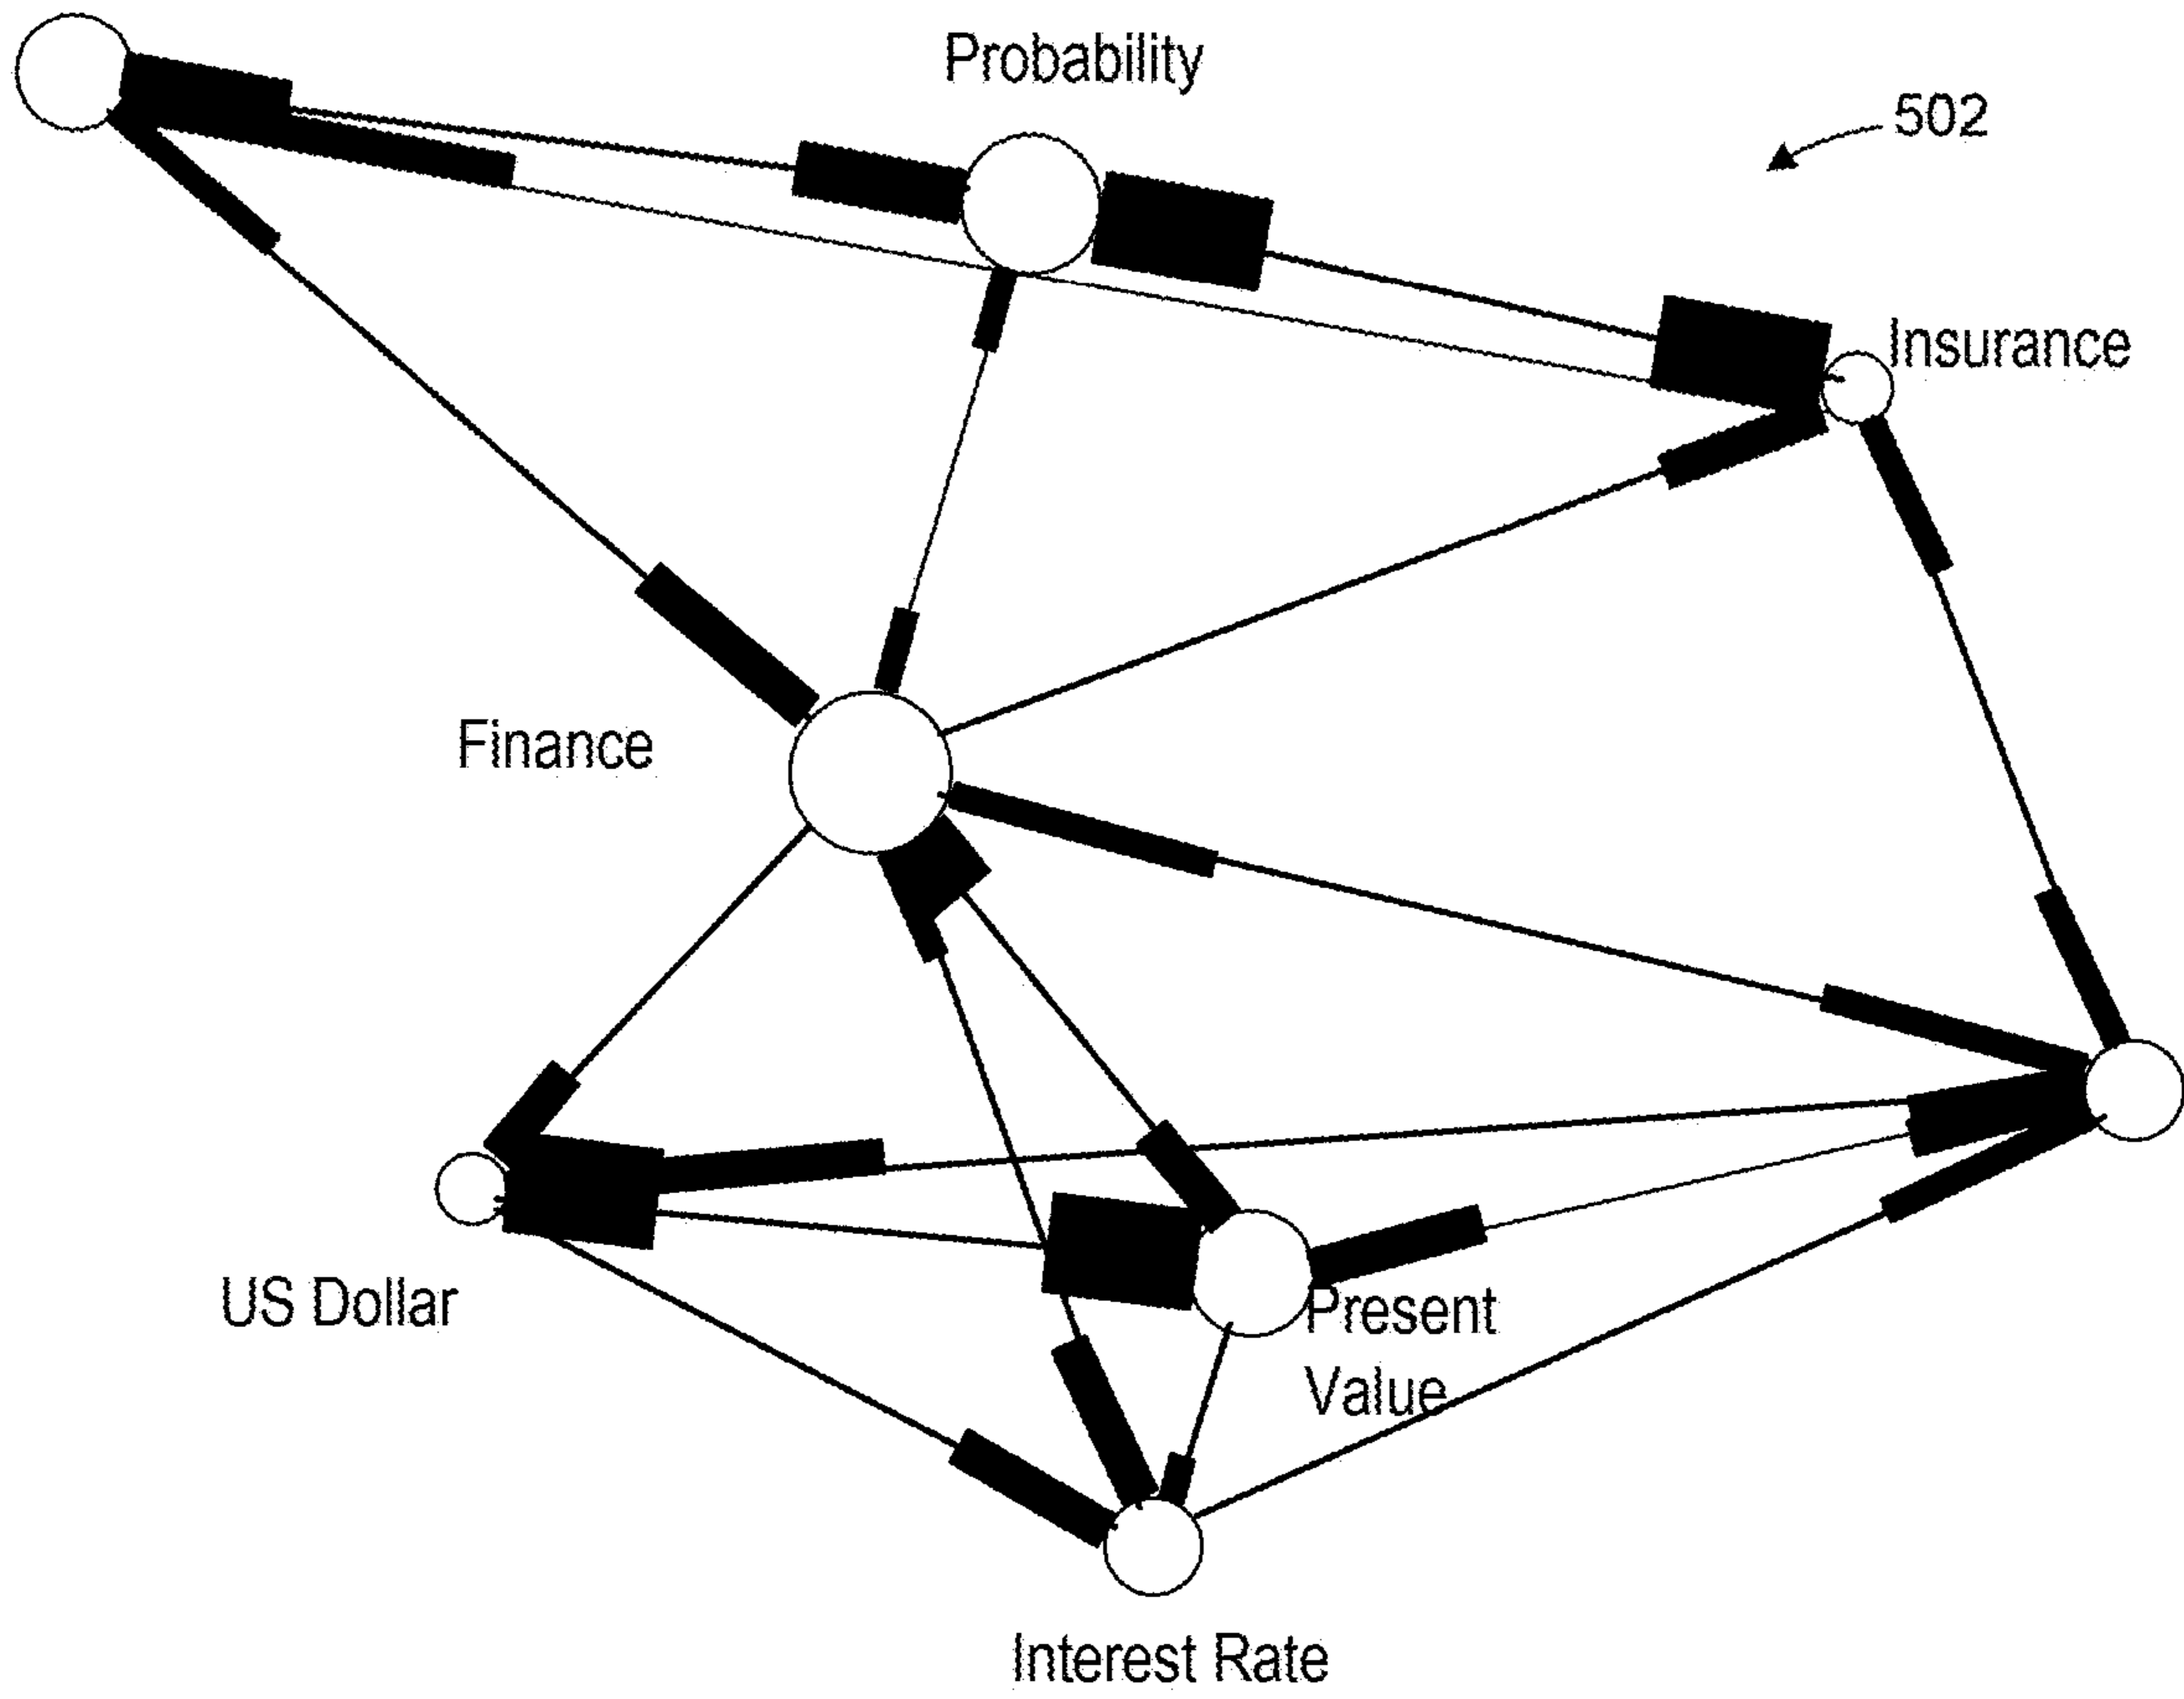 Probability
502
Insurance
Finance
US Dollar
Present
Value
Interest Rate